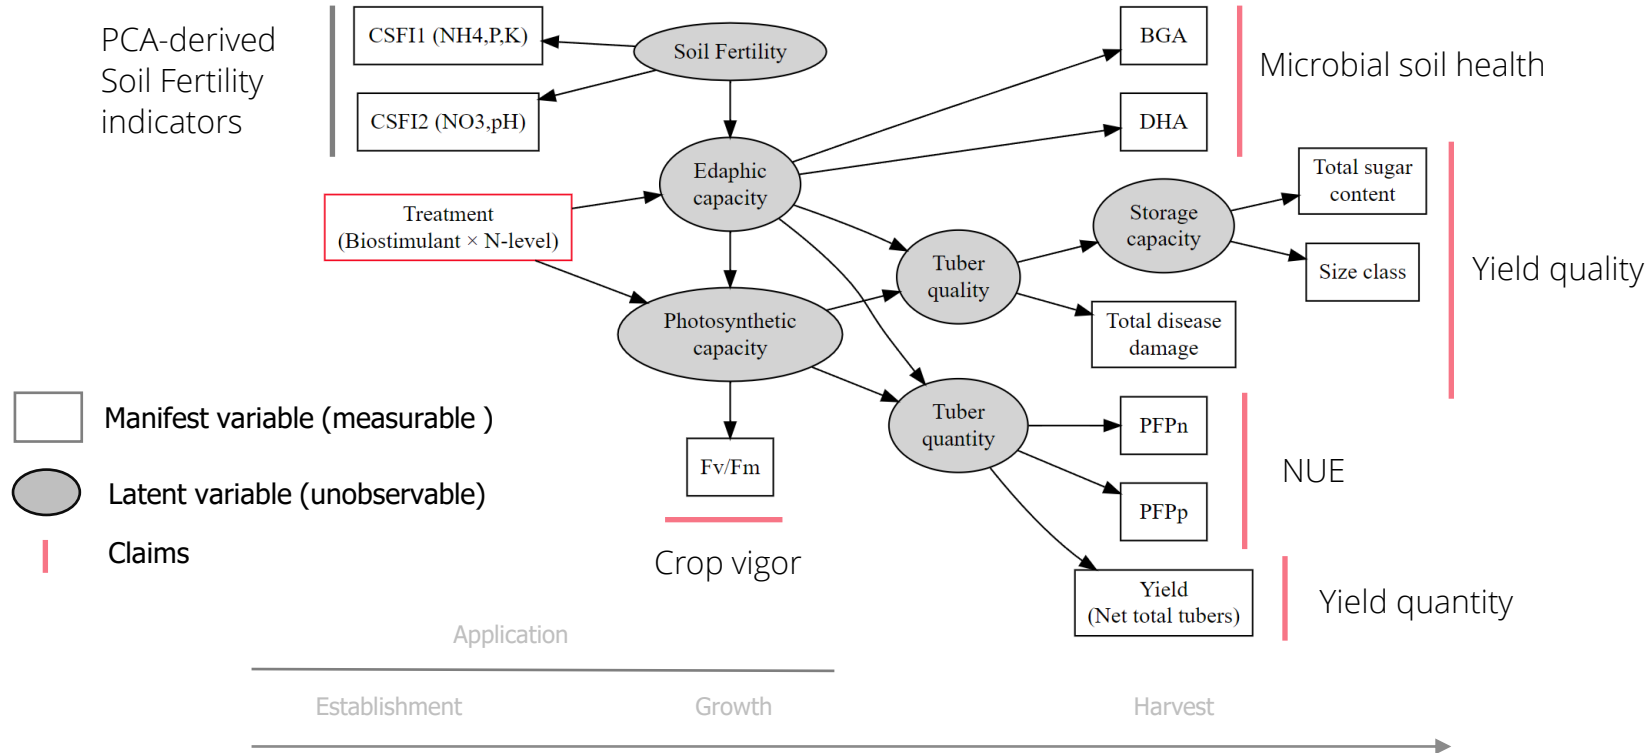 PCA-derived
Soil Fertility
indicators
CSFI1 (NH4,P,K)
CSFI2 (NO3,pH)
Soil Fertility
BGA
DHA
Microbial soil health
Edaphic
capacity
Treatment
(Biostimulant × N-level)
Total sugar
content
Storage
capacity
Size class
Yield quality
Tuber
quality
Photosynthetic
capacity
Total disease
damage
Manifest variable (measurable )
Latent variable (unobservable)
Claims
Tuber
quantity
PFPn
PFPp
NUE
Fv/Fm
Crop vigor
Yield
(Net total tubers)
Yield quantity
Application
Establishment
Growth
Harvest